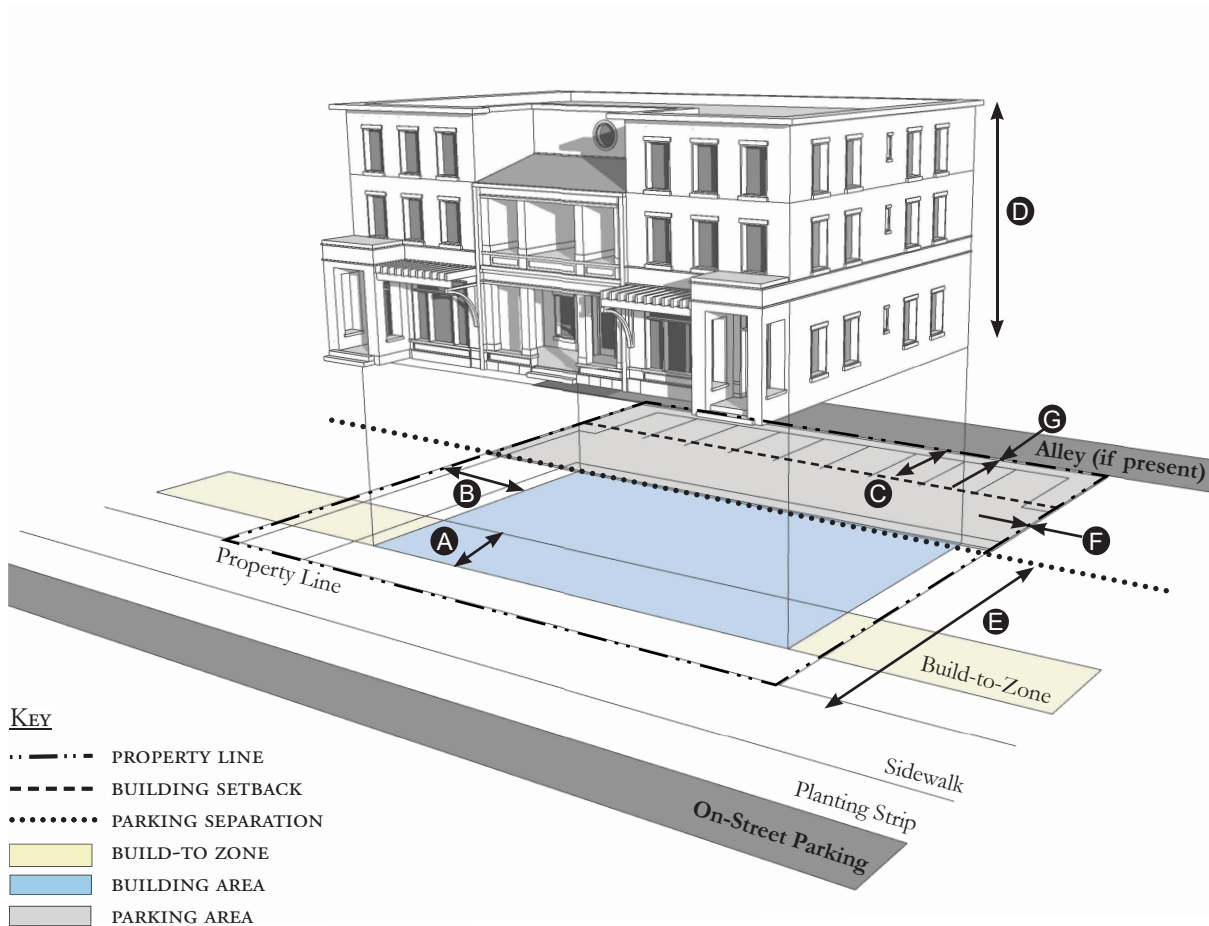 D
G
Alley (if present)
C
B
F
A
Property Line
E
Build-to-Zone
KEY
Sidewalk
PROPERTY LINE
Planting Strip
BUILDING SETBACK
On-Street Parking
PARKING SEPARATION
BUILD-TO ZONE
BUILDING AREA
PARKING AREA